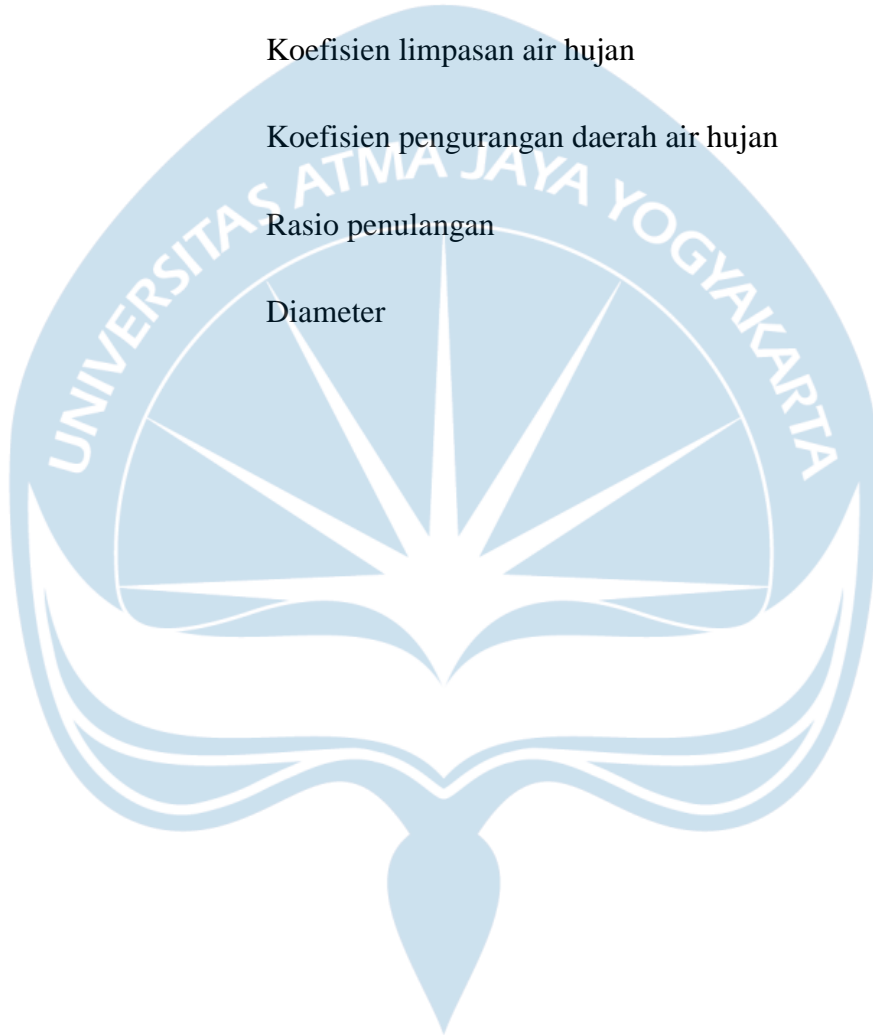 Koefisien limpasan air hujan
Koefisien pengurangan daerah air hujan
UNIVERSITAS ATMA JAYA YOGYAKARTA
Rasio penulangan
Diameter